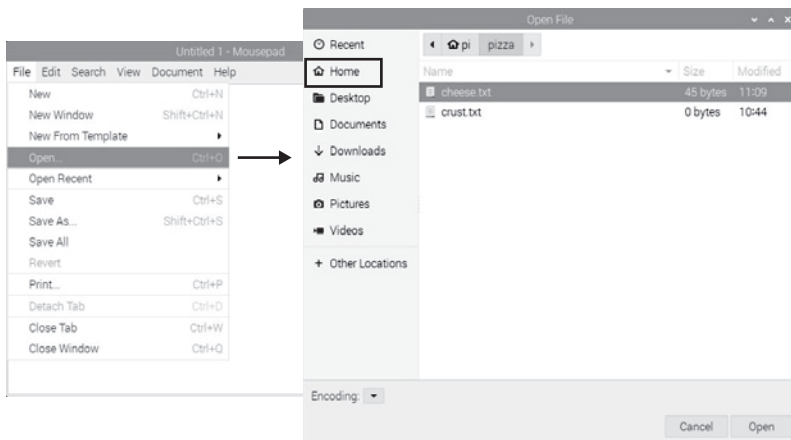 Untitled 1 - Mousepad
File Edit Search View Document Help
New Ctrl+N
New Window Shift+Ctrl+N
New From Template
Open... Ctrl+O
Open Recent
Save Ctrl+S
Save As... Shift+Ctrl+S
Save All
Revert
Print... Ctrl+P
Detach Tab Ctrl+D
Close Tab Ctrl+W
Close Window Ctrl+Q
Open File
Recent
Home
Desktop
Documents
Downloads
Music
Pictures
Videos
+ Other Locations
pi pizza
Name Size Modified
cheese.txt 45 bytes 11:09
crust.txt 0 bytes 10:44
Encoding:
Cancel Open